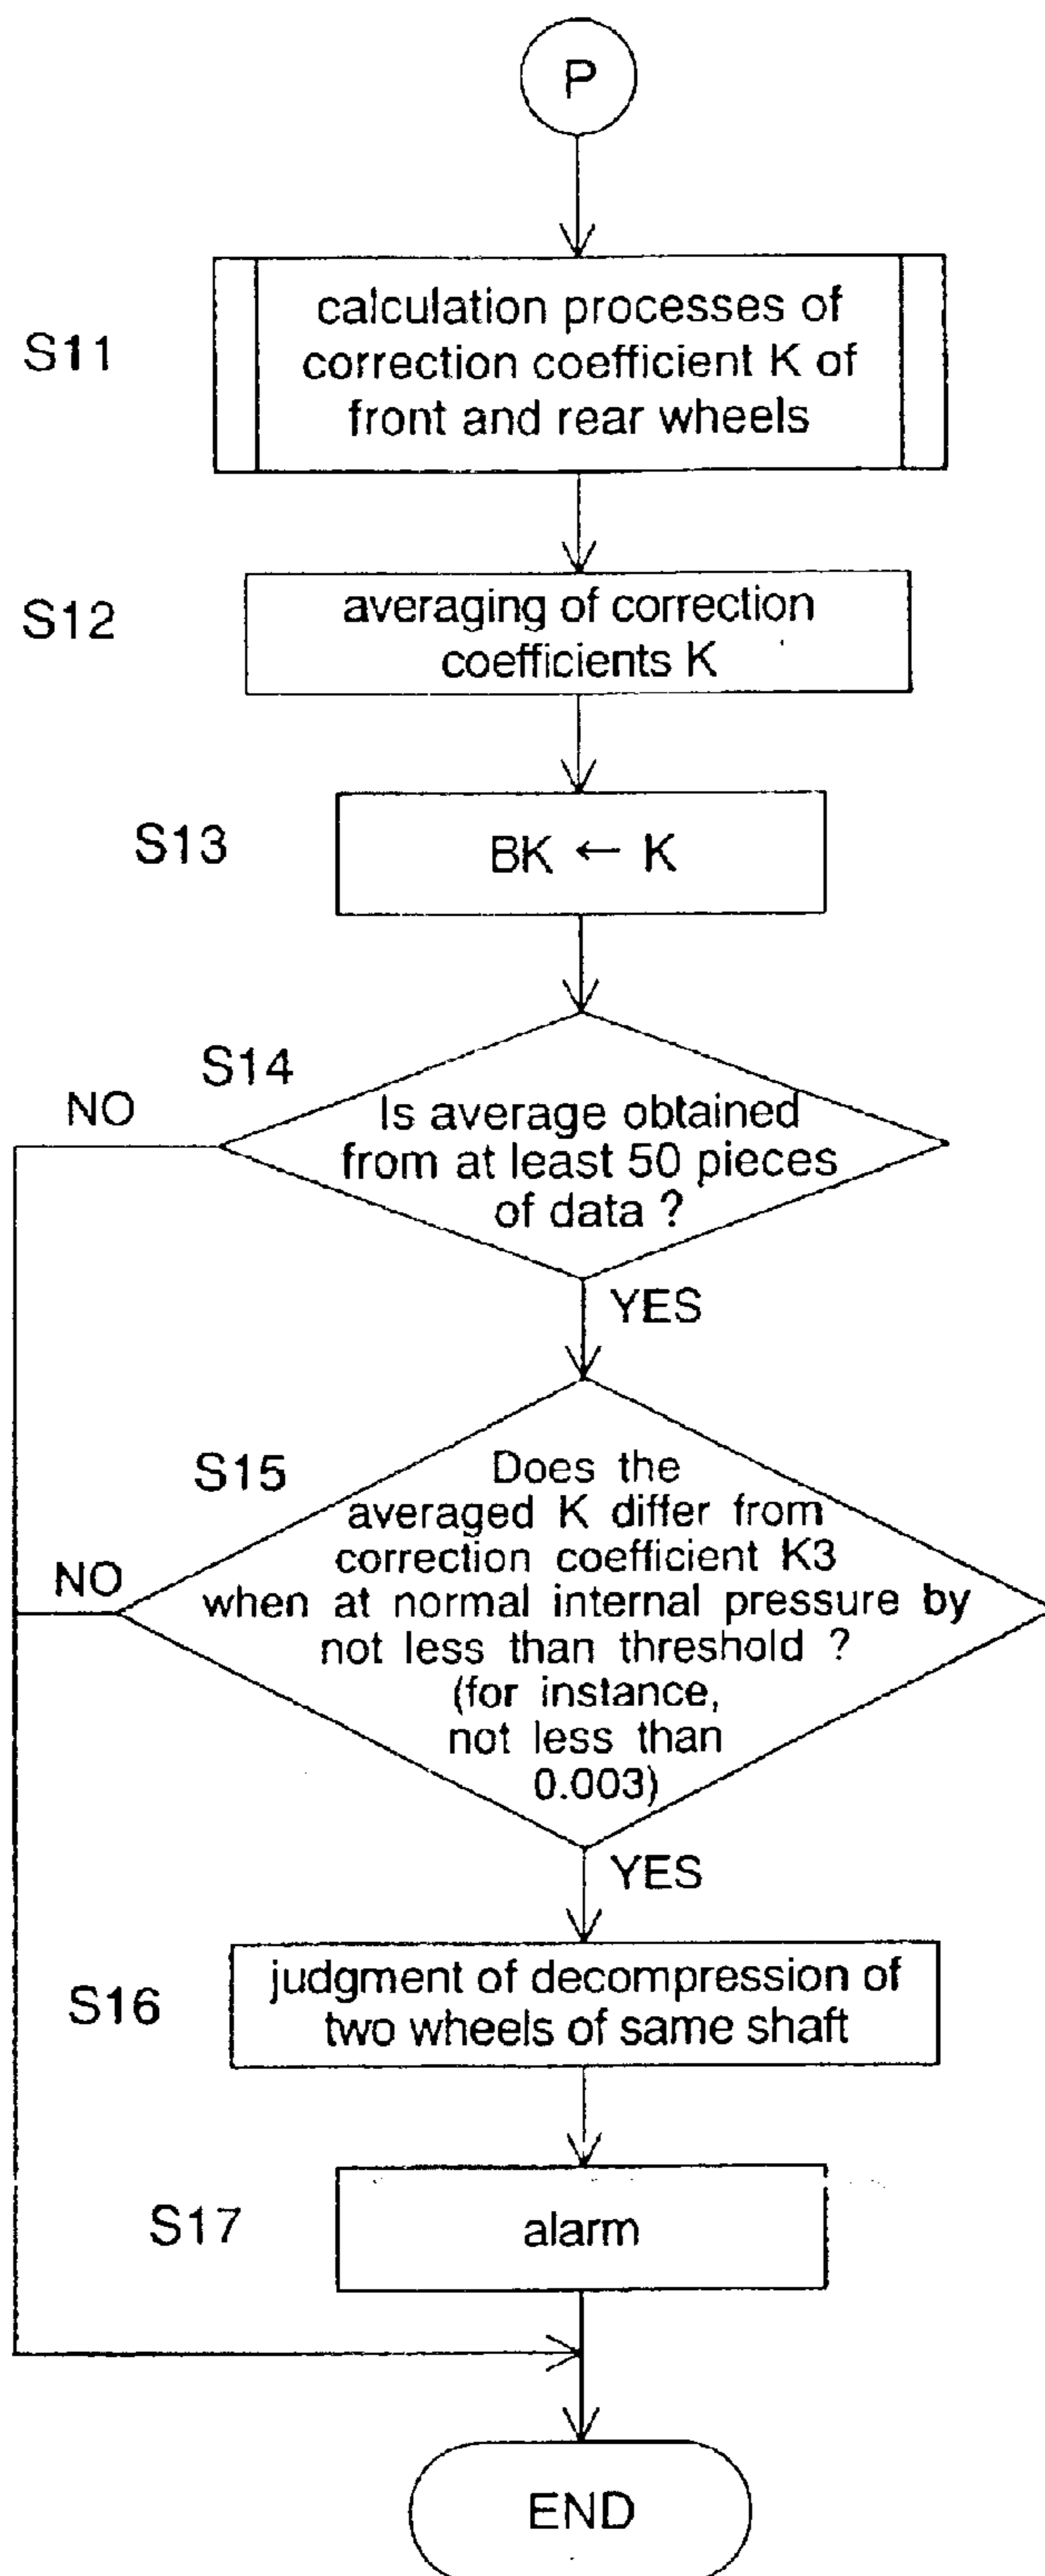 P
S11
calculation processes of
correction coefficient K of
front and rear wheels
S12
averaging of correction
coefficients K
S13
BK ← K
S14
NO
Is average obtained
from at least 50 pieces
of data ?
YES
S15
NO
Does the
averaged K differ from
correction coefficient K3
when at normal internal pressure by
not less than threshold ?
(for instance,
not less than
0.003)
YES
S16
judgment of decompression of
two wheels of same shaft
S17
alarm
END